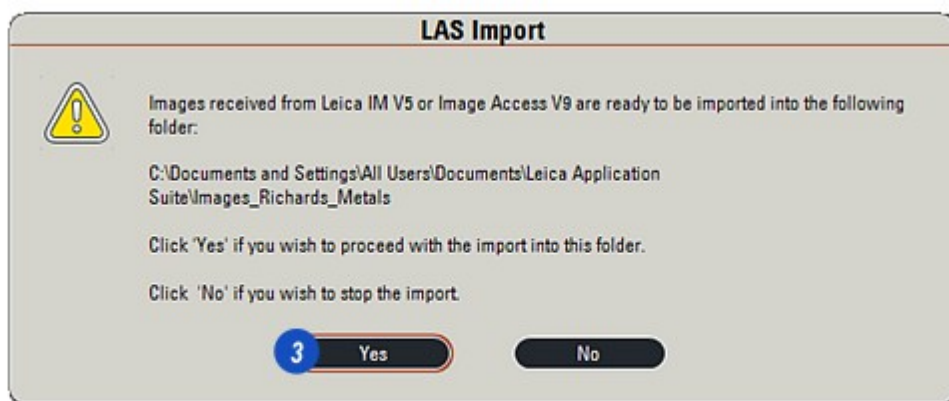 LAS Import
Images received from Leica IM V5 or Image Access V9 are ready to be imported into the following
folder:
C:\Documents and Settings\All Users\Documents\Leica Application
Suite\Images_Richards_Metals
Click 'Yes' if you wish to proceed with the import into this folder.
Click 'No' if you wish to stop the import.
3 Yes No